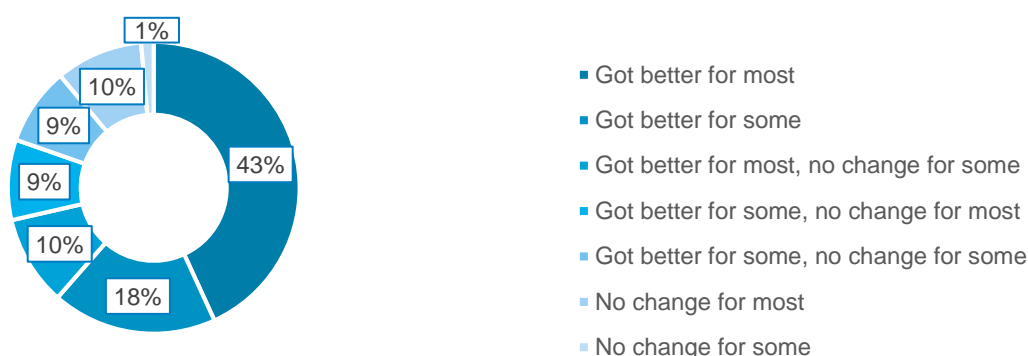 1%
10%
9%
9%
10%
18%
43%
Got better for most
Got better for some
Got better for most, no change for some
Got better for some, no change for most
Got better for some, no change for some
No change for most
No change for some